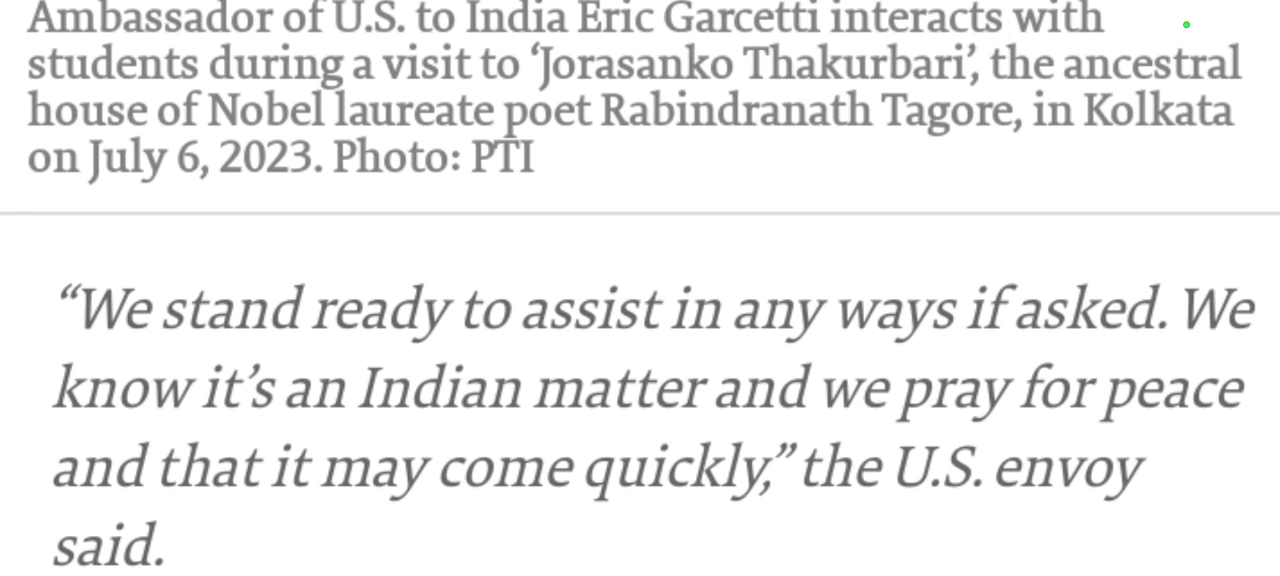 Ambassador of U.S. to India Eric Garcetti interacts with
students during a visit to ‘Jorasanko Thakurbari’, the ancestral
house of Nobel laureate poet Rabindranath Tagore, in Kolkata
on July 6, 2023. Photo: PTI
“We stand ready to assist in any ways if asked. We
know it’s an Indian matter and we pray for peace
and that it may come quickly,” the U.S. envoy
said.